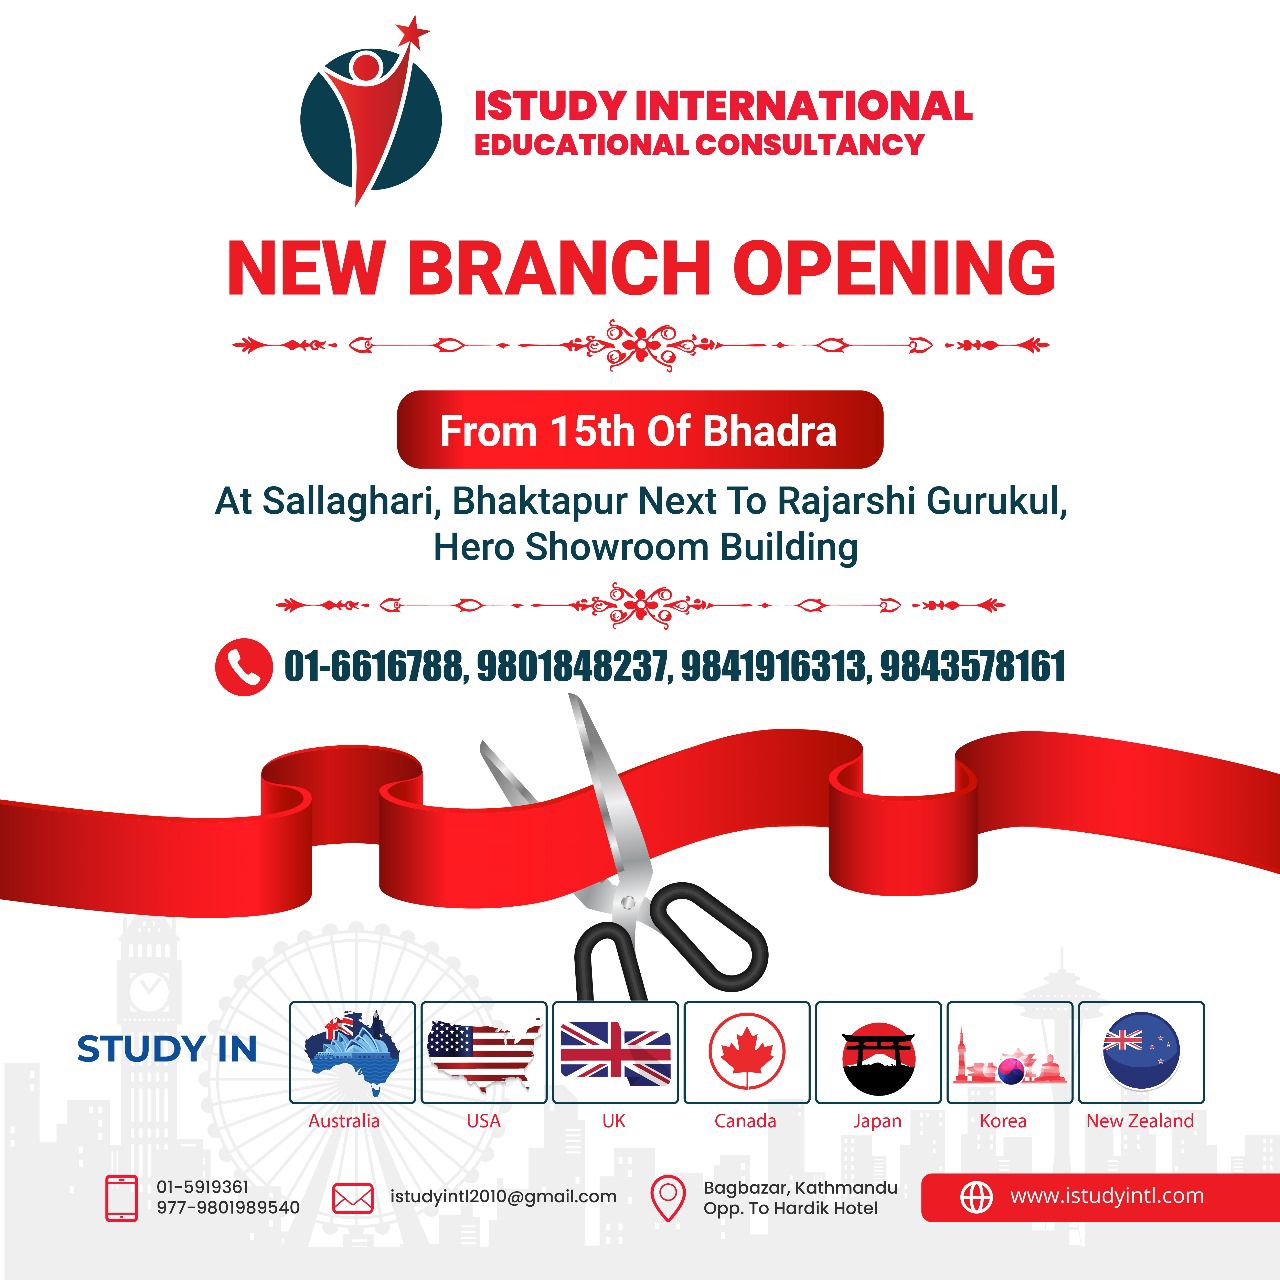 ISTUDY INTERNATIONAL
EDUCATIONAL CONSULTANCY
NEW BRANCH OPENING
From 15th Of Bhadra
At Sallaghari, Bhaktapur Next To Rajarshi Gurukul,
Hero Showroom Building
01-6616788, 9801848237, 9841916313, 9843578161
STUDY IN
Australia
USA
UK
Canada
Japan
Korea
New Zealand
01-5919361
977-9801989540
istudyintl2010@gmail.com
Bagbazar, Kathmandu
Opp. To Hardik Hotel
www.istudyintl.com